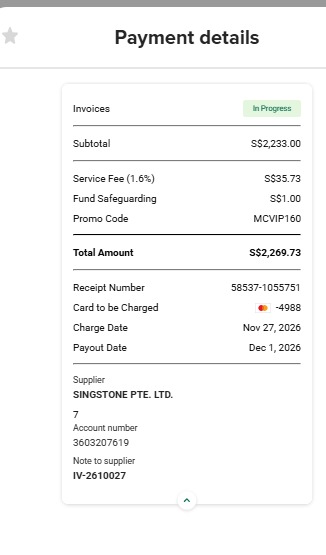 Payment details
Invoices In Progress
Subtotal S$2,233.00
Service Fee (1.6%) S$35.73
Fund Safeguarding S$1.00
Promo Code MCVIP160
Total Amount S$2,269.73
Receipt Number 58537-1055751
Card to be Charged -4988
Charge Date Nov 27, 2026
Payout Date Dec 1, 2026
Supplier
SINGSTONE PTE. LTD.
7
Account number
3603207619
Note to supplier
IV-2610027